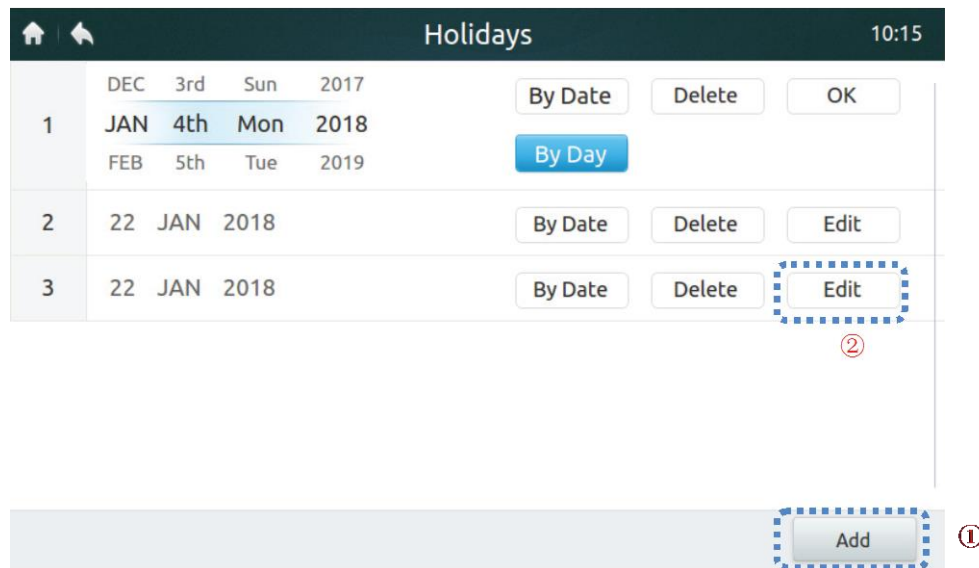 Holidays 10:15
DEC 3rd Sun 2017
By Date Delete OK
1 JAN 4th Mon 2018
By Day
FEB 5th Tue 2019
2 22 JAN 2018 By Date Delete Edit
3 22 JAN 2018 By Date Delete Edit
②
Add ①